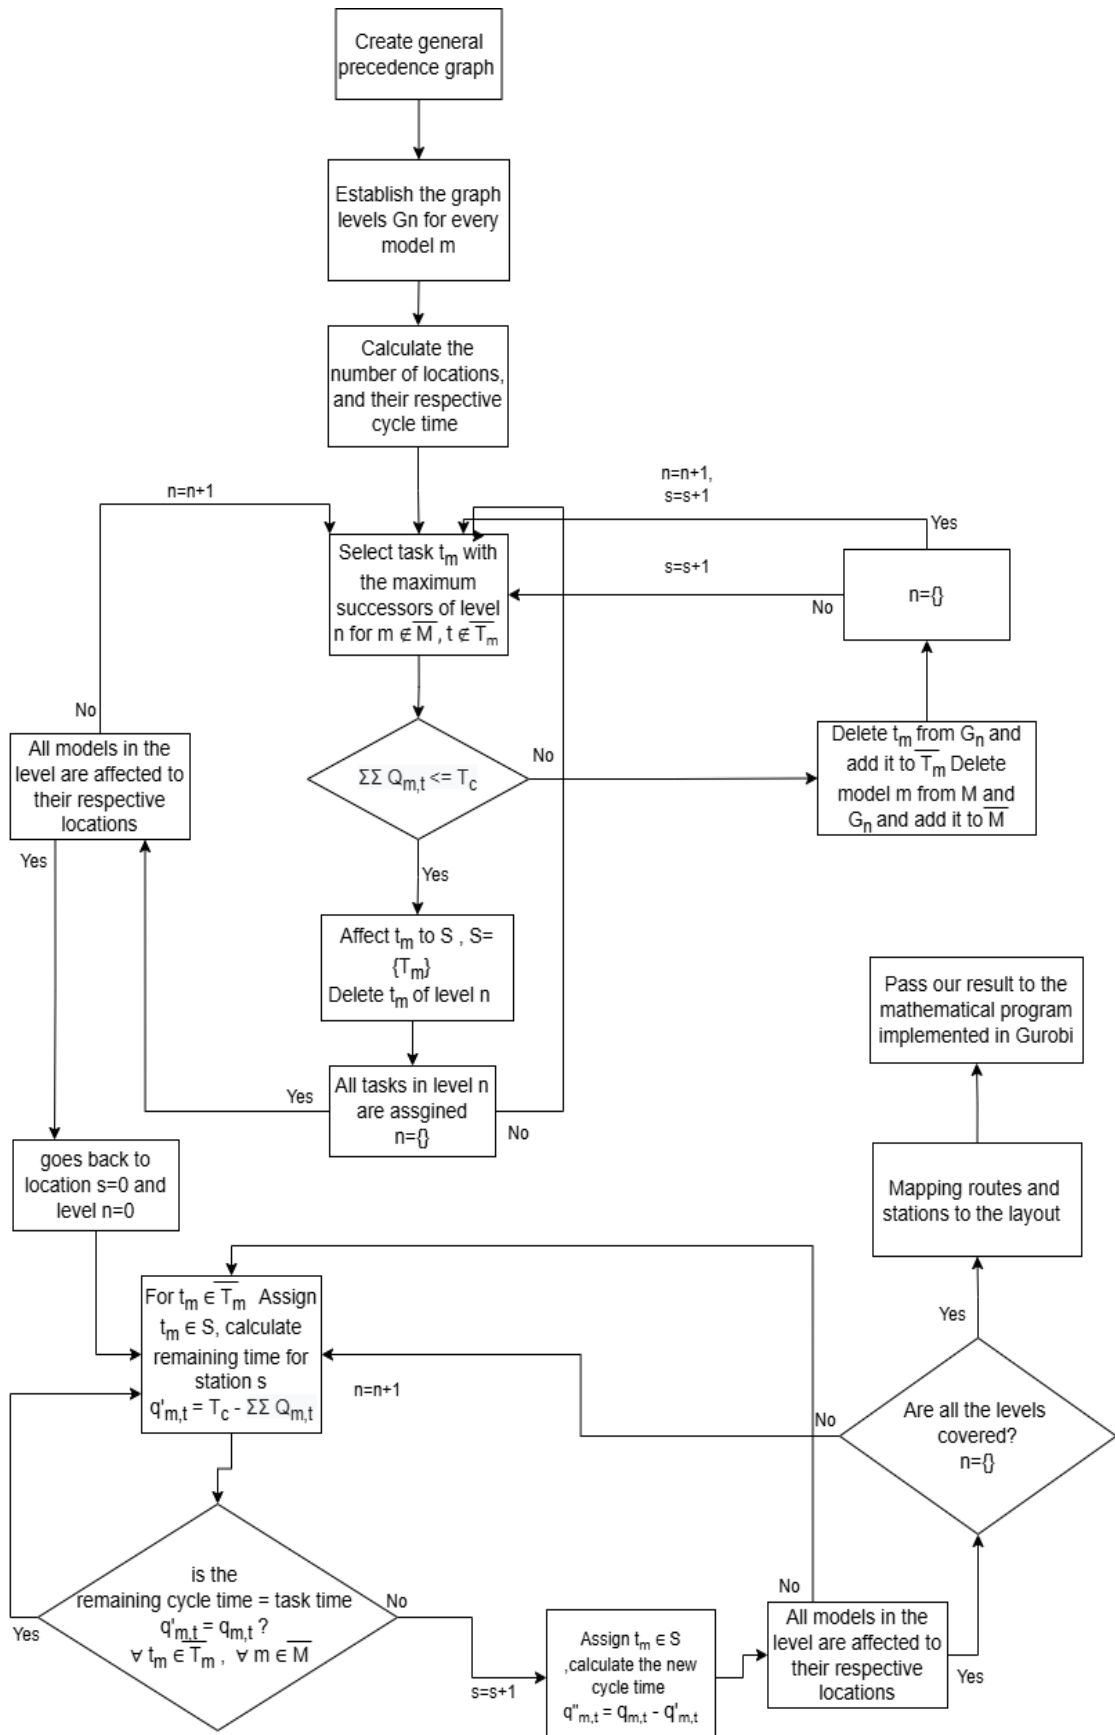 Create general
precedence graph
Establish the graph
levels Gn for every
model m
Calculate the
number of locations,
and their respective
cycle time
n=n+1
n=n+1,
s=s+1
Yes
s=s+1
No
n={}
Select task tₘ with
the maximum
successors of level
n for m ∉ M̅ , t ∉ T̅ₘ
No
All models in the
level are affected to
their respective
locations
Yes
ΣΣ Qₘ,ₜ <= T_c
No
Delete tₘ from Gₙ and
add it to T̅ₘ Delete
model m from M and
Gₙ and add it to M̅
Yes
Affect tₘ to S , S=
{Tₘ}
Delete tₘ of level n
All tasks in level n
are assgined
n={}
Yes
No
Pass our result to the
mathematical program
implemented in Gurobi
goes back to
location s=0 and
level n=0
Mapping routes and
stations to the layout
For tₘ ∈ T̅ₘ Assign
tₘ ∈ S, calculate
remaining time for
station s
q'ₘ,ₜ = T_c - ΣΣ Qₘ,ₜ
n=n+1
Yes
No
Are all the levels
covered?
n={}
is the
remaining cycle time = task time
q'ₘ,ₜ = qₘ,ₜ ?
∀ tₘ ∈ T̅ₘ , ∀ m ∈ M̅
Yes
No
s=s+1
Assign tₘ ∈ S
,calculate the new
cycle time
q"ₘ,ₜ = qₘ,ₜ - q'ₘ,ₜ
No
All models in the
level are affected to
their respective
locations
Yes